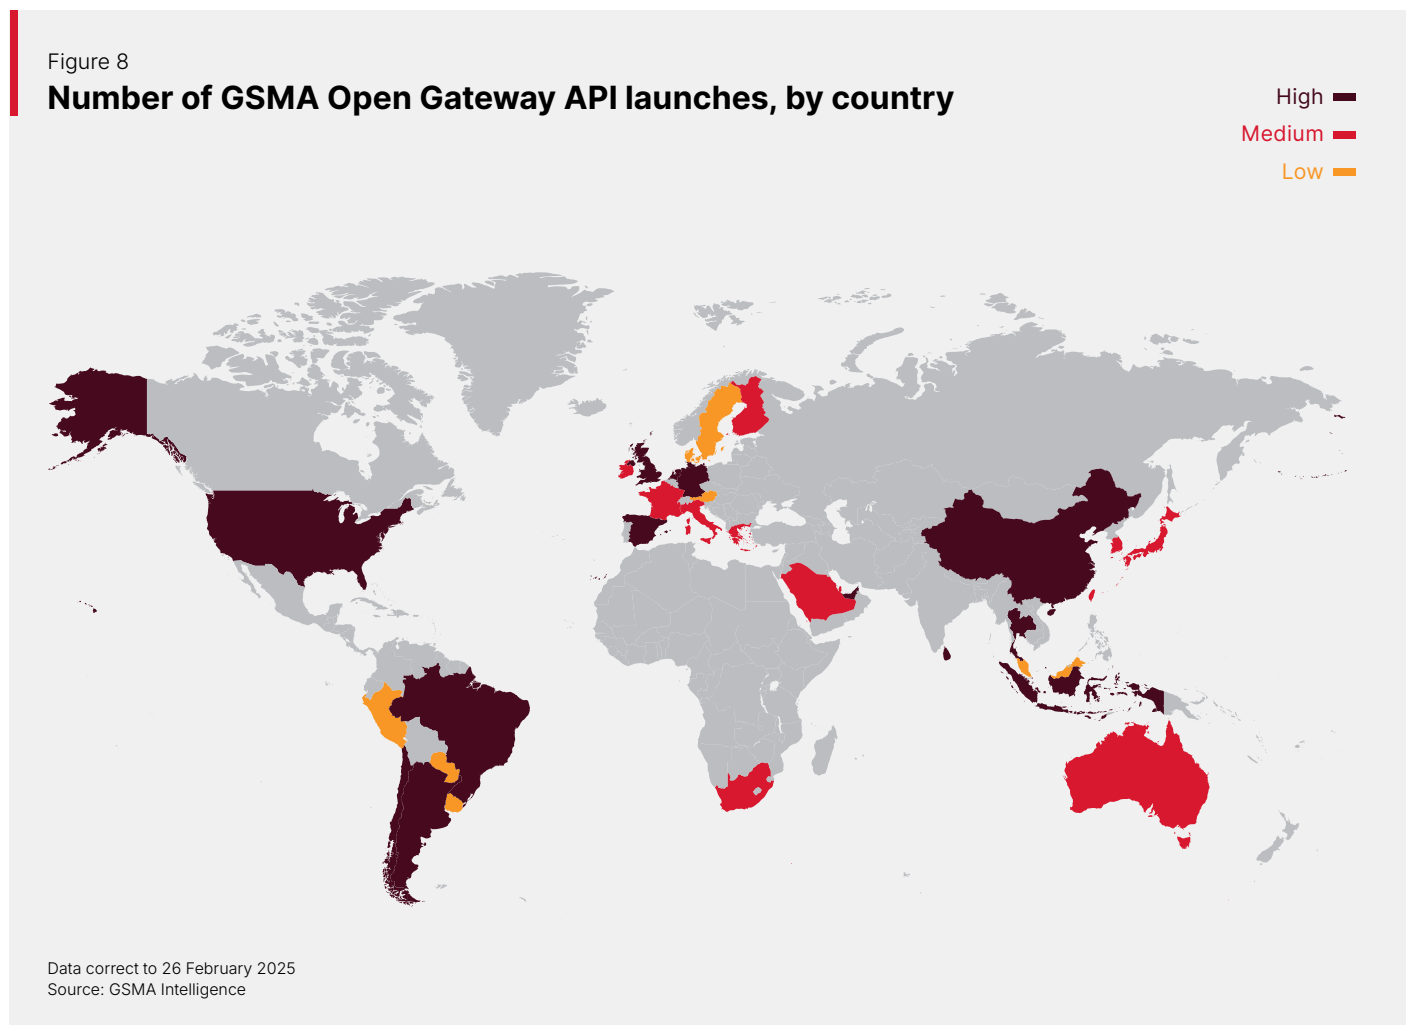 Figure 8
Number of GSMA Open Gateway API launches, by country
High
Medium
Low
Data correct to 26 February 2025
Source: GSMA Intelligence